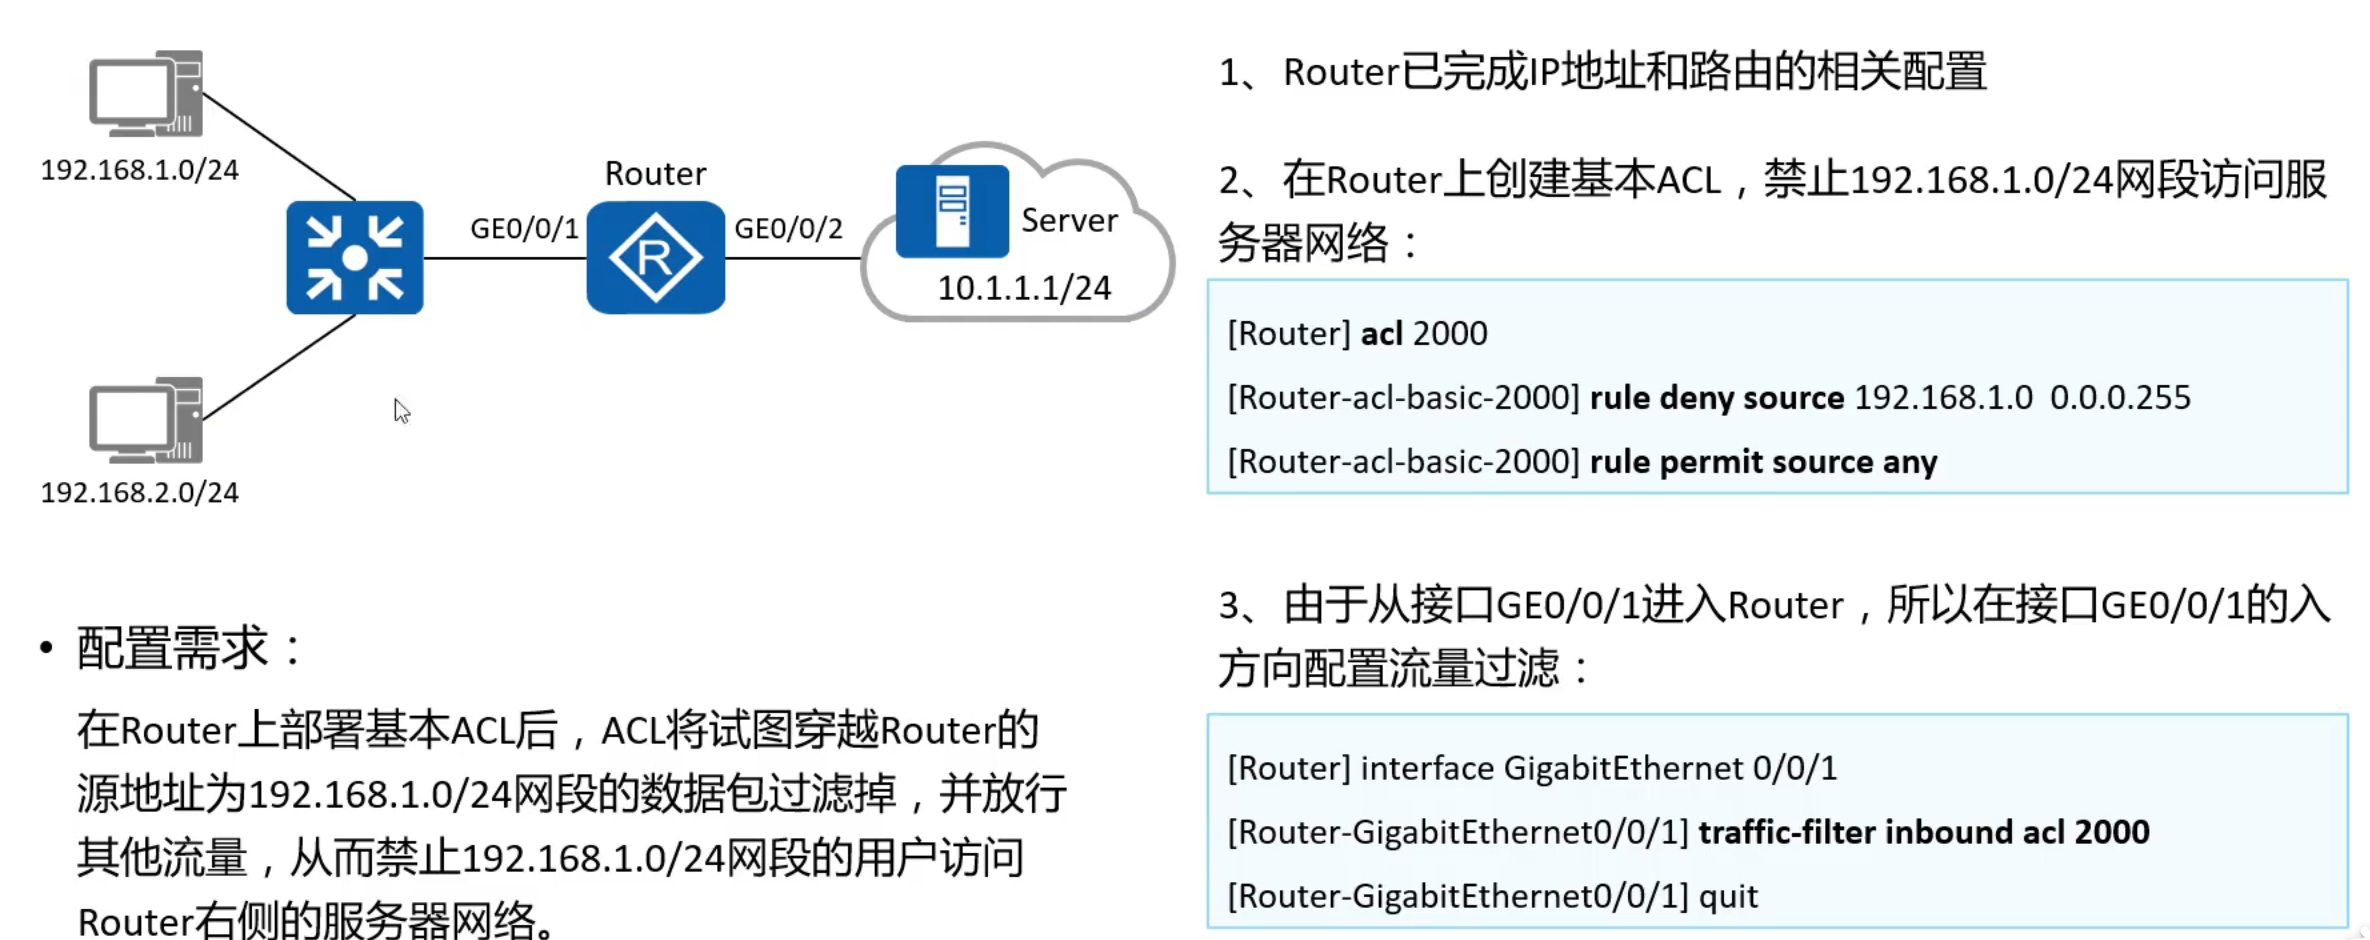 192.168.1.0/24
Router
GE0/0/1
GE0/0/2
Server
10.1.1.1/24
192.168.2.0/24
• 配置需求：
在Router上部署基本ACL后，ACL将试图穿越Router的
源地址为192.168.1.0/24网段的数据包过滤掉，并放行
其他流量，从而禁止192.168.1.0/24网段的用户访问
Router右侧的服务器网络。
1、Router已完成IP地址和路由的相关配置
2、在Router上创建基本ACL，禁止192.168.1.0/24网段访问服
务器网络：
[Router] acl 2000
[Router-acl-basic-2000] rule deny source 192.168.1.0  0.0.0.255
[Router-acl-basic-2000] rule permit source any
3、由于从接口GE0/0/1进入Router，所以在接口GE0/0/1的入
方向配置流量过滤：
[Router] interface GigabitEthernet 0/0/1
[Router-GigabitEthernet0/0/1] traffic-filter inbound acl 2000
[Router-GigabitEthernet0/0/1] quit